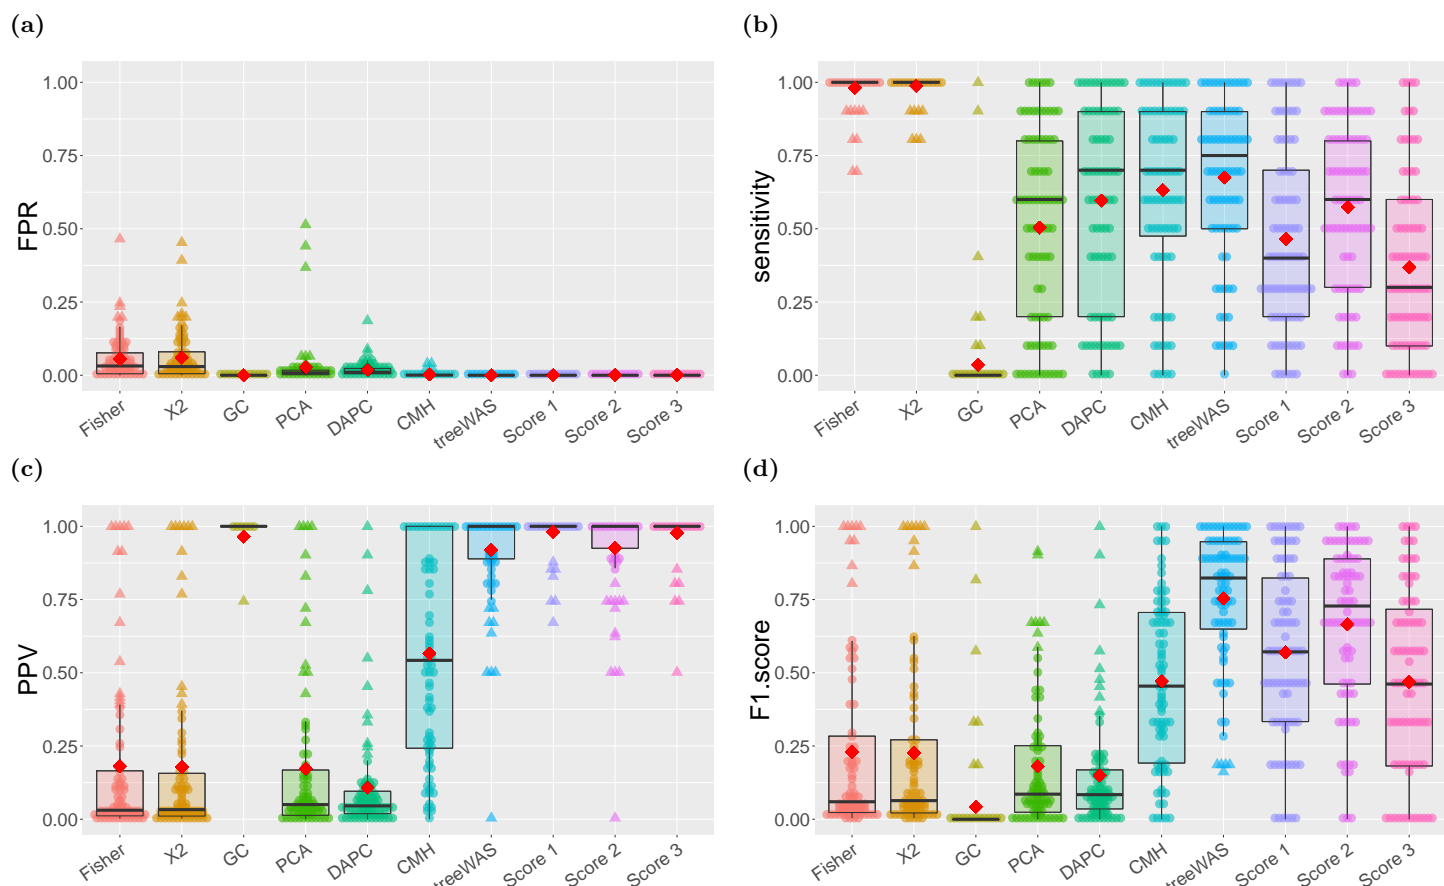 (a)
FPR
1.00
0.75
0.50
0.25
0.00
Fisher
X2
GC
PCA
DAPC
CMH
treeWAS
Score 1
Score 2
Score 3
(b)
sensitivity
1.00
0.75
0.50
0.25
0.00
Fisher
X2
GC
PCA
DAPC
CMH
treeWAS
Score 1
Score 2
Score 3
(c)
PPV
1.00
0.75
0.50
0.25
0.00
Fisher
X2
GC
PCA
DAPC
CMH
treeWAS
Score 1
Score 2
Score 3
(d)
F1.score
1.00
0.75
0.50
0.25
0.00
Fisher
X2
GC
PCA
DAPC
CMH
treeWAS
Score 1
Score 2
Score 3